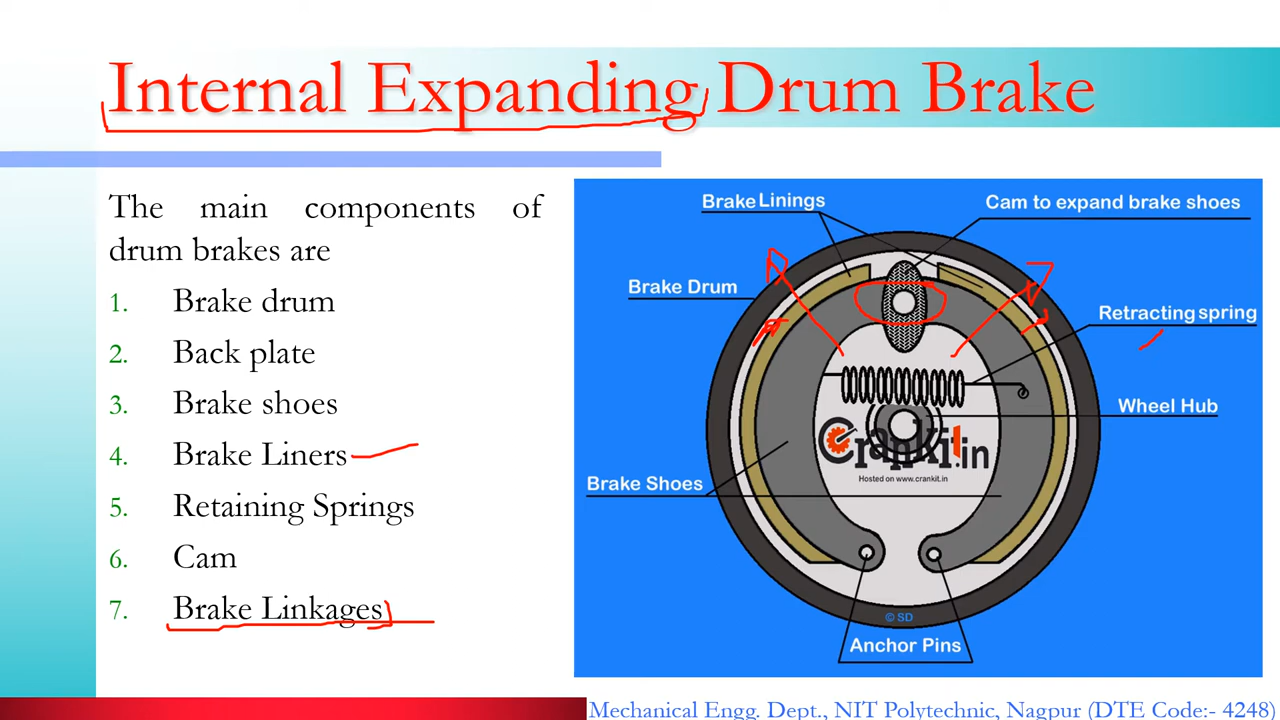 Internal Expanding Drum Brake
The main components of
drum brakes are
1. Brake drum
2. Back plate
3. Brake shoes
4. Brake Liners
5. Retaining Springs
6. Cam
7. Brake Linkages
Brake Linings
Cam to expand brake shoes
Brake Drum
Retracting spring
Wheel Hub
Crankit.in
Hosted on www.crankit.in
Brake Shoes
© SD
Anchor Pins
Mechanical Engg. Dept., NIT Polytechnic, Nagpur (DTE Code:- 4248)